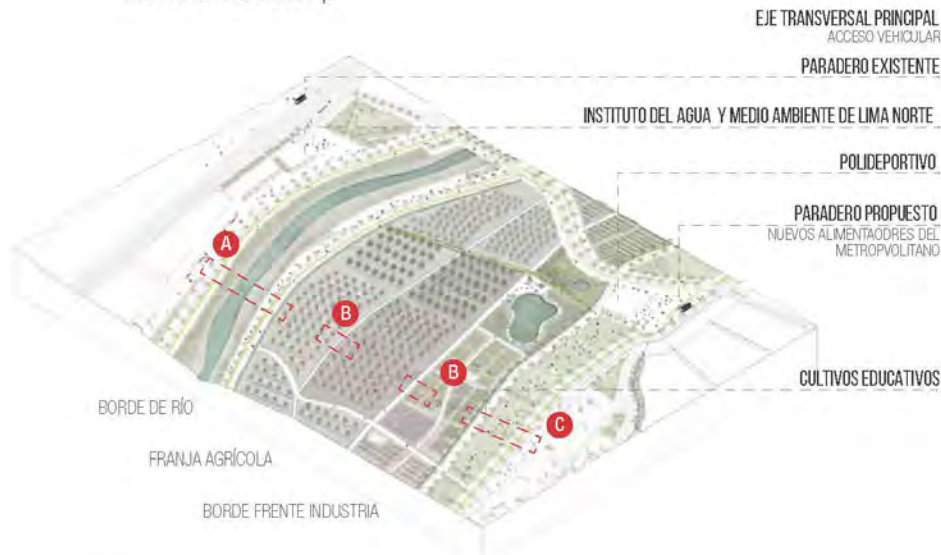 EJE TRANSVERSAL PRINCIPAL
ACCESO VEHICULAR
PARADERO EXISTENTE
INSTITUTO DEL AGUA Y MEDIO AMBIENTE DE LIMA NORTE
POLIDEPORTIVO
PARADERO PROPUESTO
NUEVOS ALIMENTAODRES DEL
METROPVOLITANO
CULTIVOS EDUCATIVOS
A
B
B
C
BORDE DE RÍO
FRANJA AGRÍCOLA
BORDE FRENTE INDUSTRIA